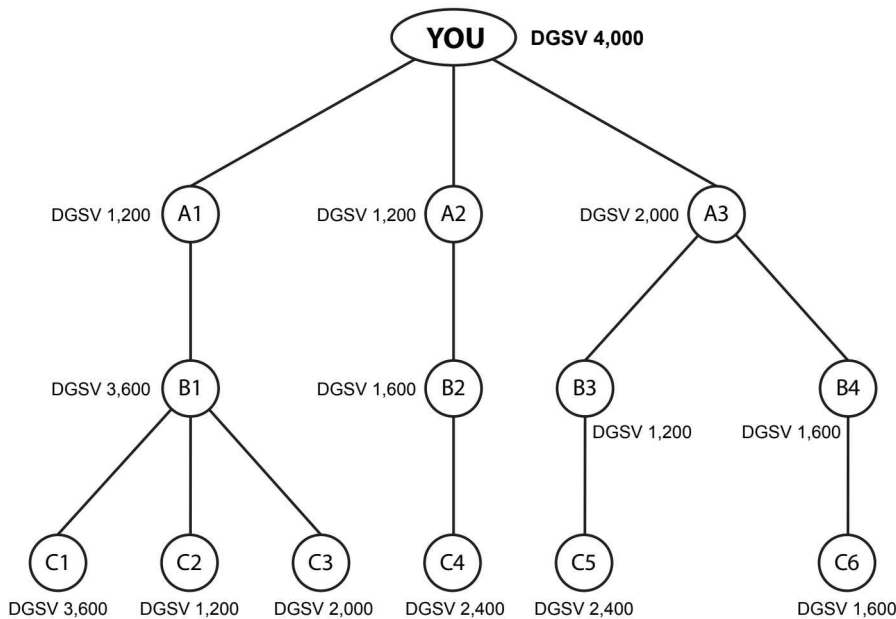 YOU DGSV 4,000
DGSV 1,200 A1 DGSV 1,200 A2 DGSV 2,000 A3
DGSV 3,600 B1 DGSV 1,600 B2 B3 B4
DGSV 1,200 DGSV 1,600
C1 C2 C3 C4 C5 C6
DGSV 3,600 DGSV 1,200 DGSV 2,000 DGSV 2,400 DGSV 2,400 DGSV 1,600